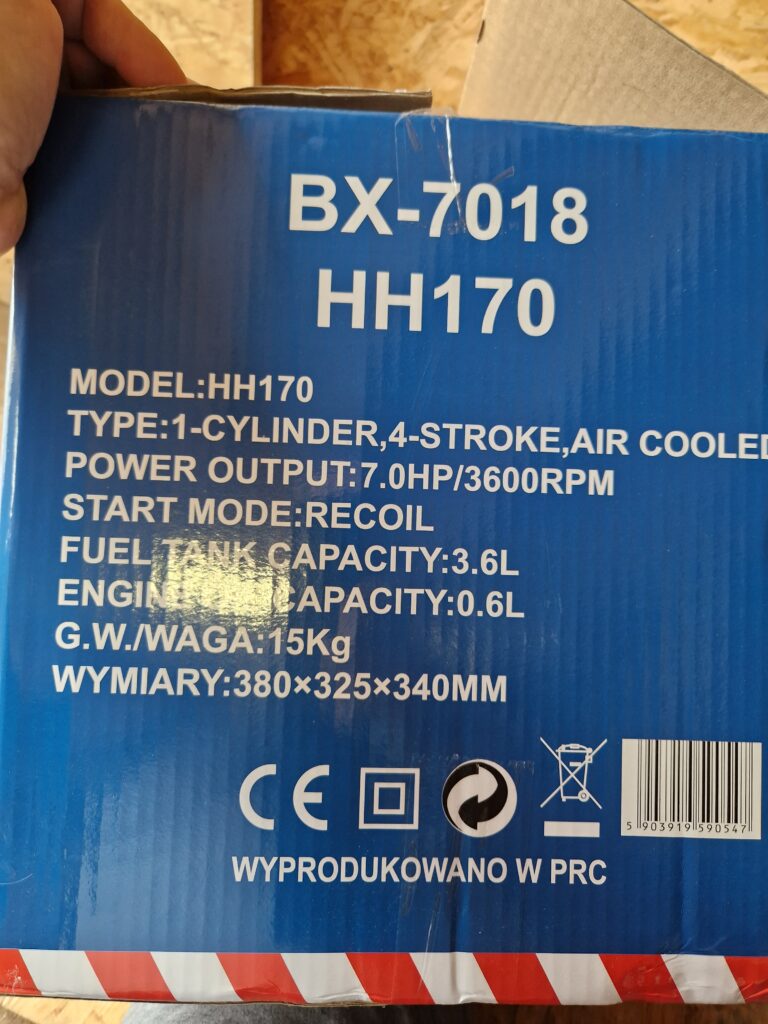 BX-7018
HH170
MODEL:HH170
TYPE:1-CYLINDER,4-STROKE,AIR COOLED
POWER OUTPUT:7.0HP/3600RPM
START MODE:RECOIL
FUEL TANK CAPACITY:3.6L
ENGINE CAPACITY:0.6L
G.W./WAGA:15Kg
WYMIARY:380×325×340MM
CE
5 903919 590547
WYPRODUKOWANO W PRC